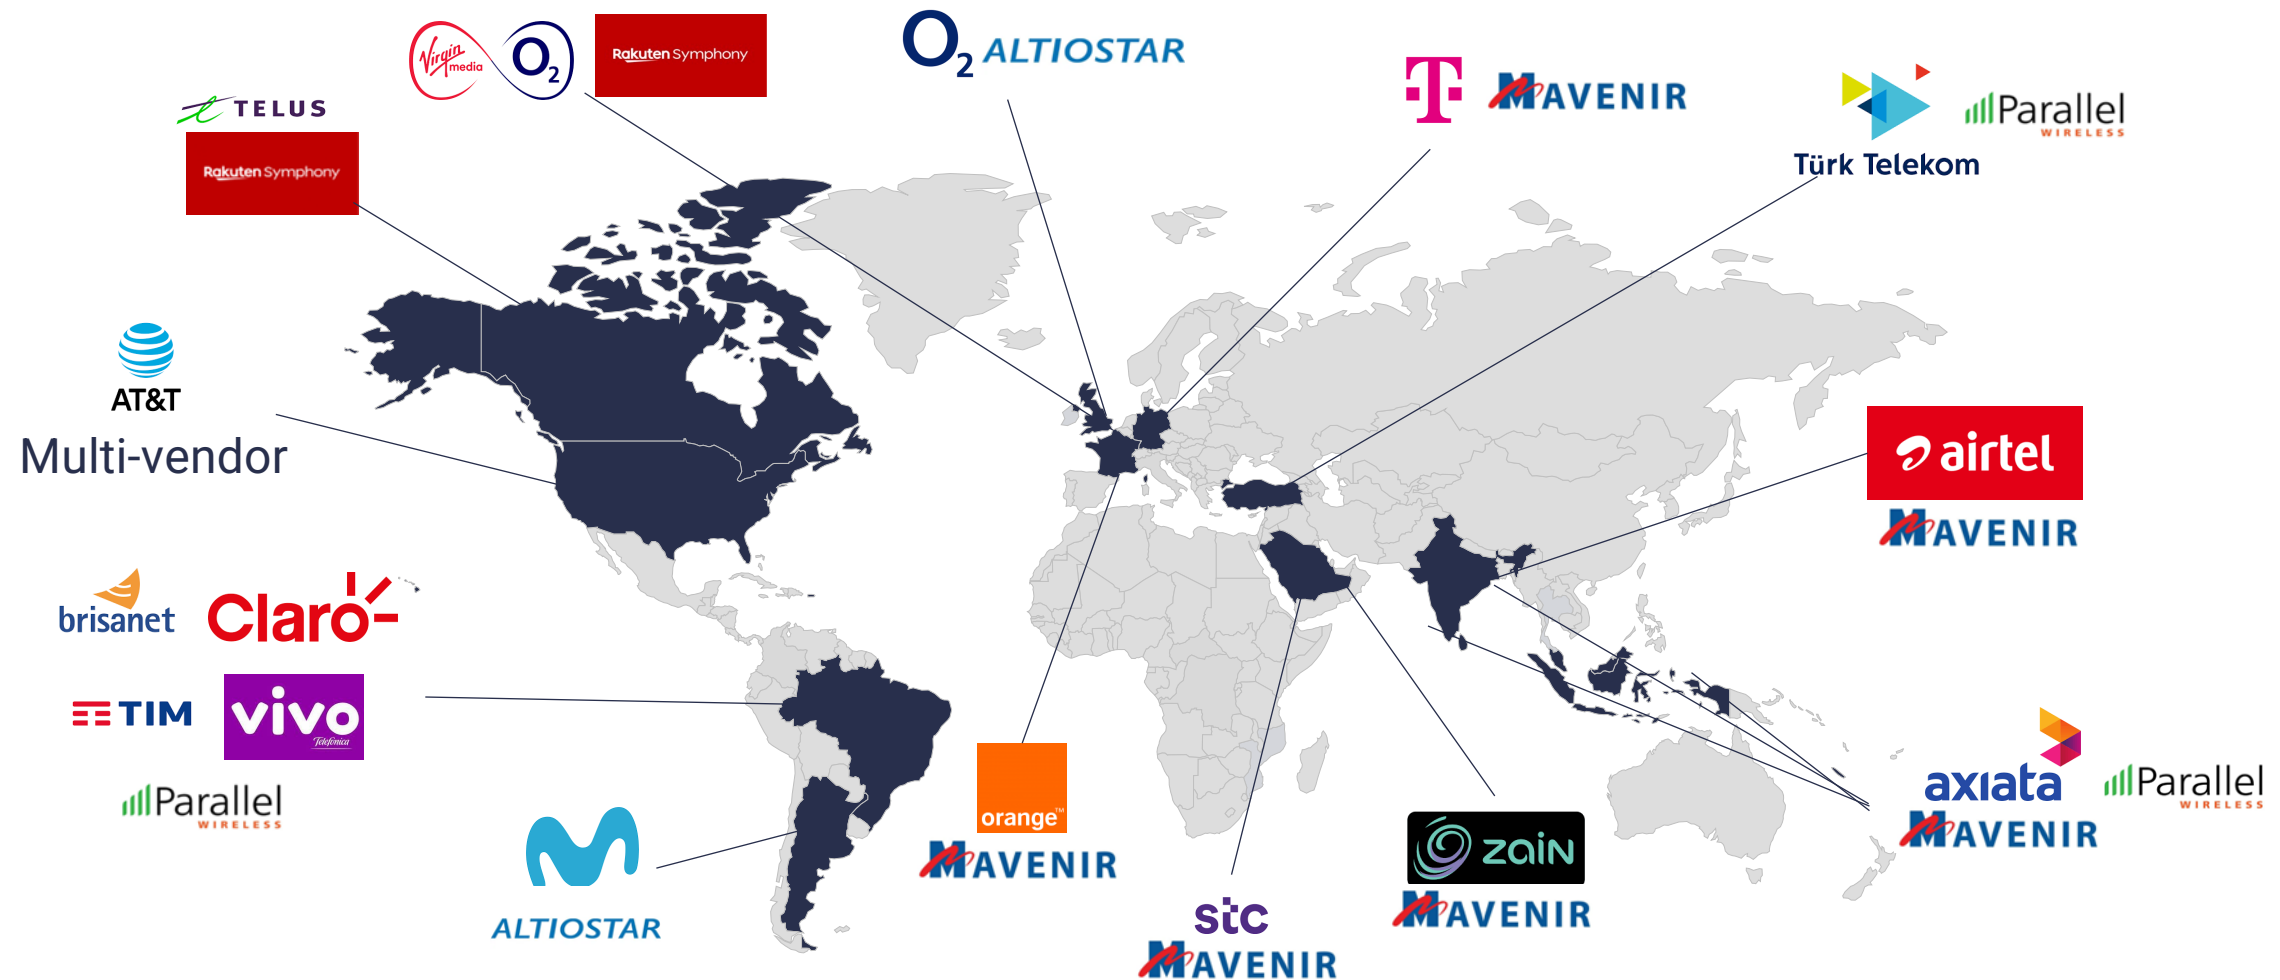 Virgin
media
O2
Rakuten Symphony
O2
ALTIOSTAR
T
MAVENIR
Türk Telekom
Parallel
WIRELESS
TELUS
Rakuten Symphony
AT&T
Multi-vendor
airtel
MAVENIR
brisanet
Claro
TIM
vivo
Telefónica
Parallel
WIRELESS
ALTIOSTAR
orange™
MAVENIR
stc
MAVENIR
zain
MAVENIR
axiata
Parallel
WIRELESS
MAVENIR